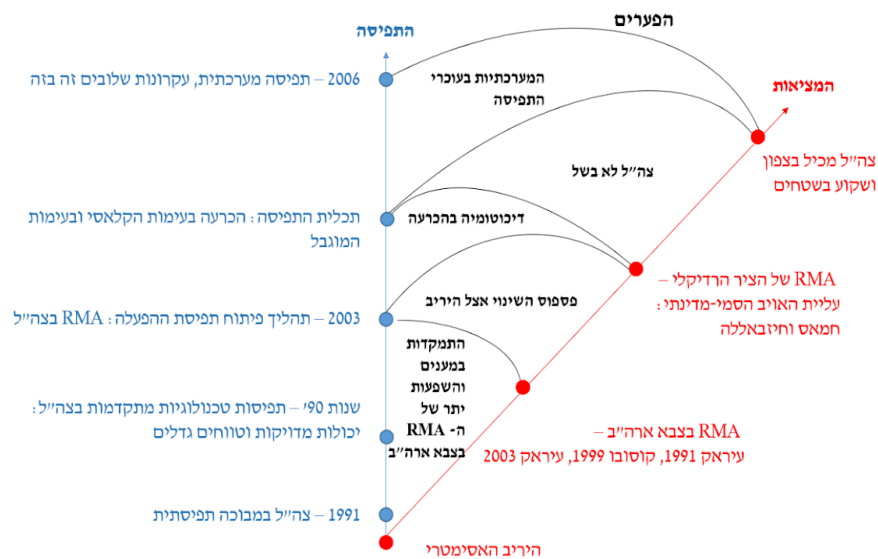 הפערים
התפיסה
המציאות
2006 – תפיסה מערכתית, עקרונות שלובים זה בזה
המערכתיות בעוכרי
התפיסה
צה"ל מכיל בצפון
ושקוע בשטחים
צה"ל לא בשל
תכלית התפיסה: הכרעה בעימות הקלאסי ובעימות
המוגבל
דיכוטומיה בהכרעה
RMA של הציר הרדיקלי –
עליית האויב הסמי-מדינתי:
חמאס וחיזבאללה
פספוס השינוי אצל היריב
2003 – תהליך פיתוח תפיסת ההפעלה: RMA בצה"ל
התמקדות
במענים
והשפעות
יתר של
ה- RMA
בצבא ארה"ב
שנות 90' – תפיסות טכנולוגיות מתקדמות בצה"ל:
יכולות מדויקות וטווחים גדלים
RMA בצבא ארה"ב –
עיראק 1991, קוסובו 1999, עיראק 2003
1991 – צה"ל במבוכה תפיסתית
היריב האסימטרי